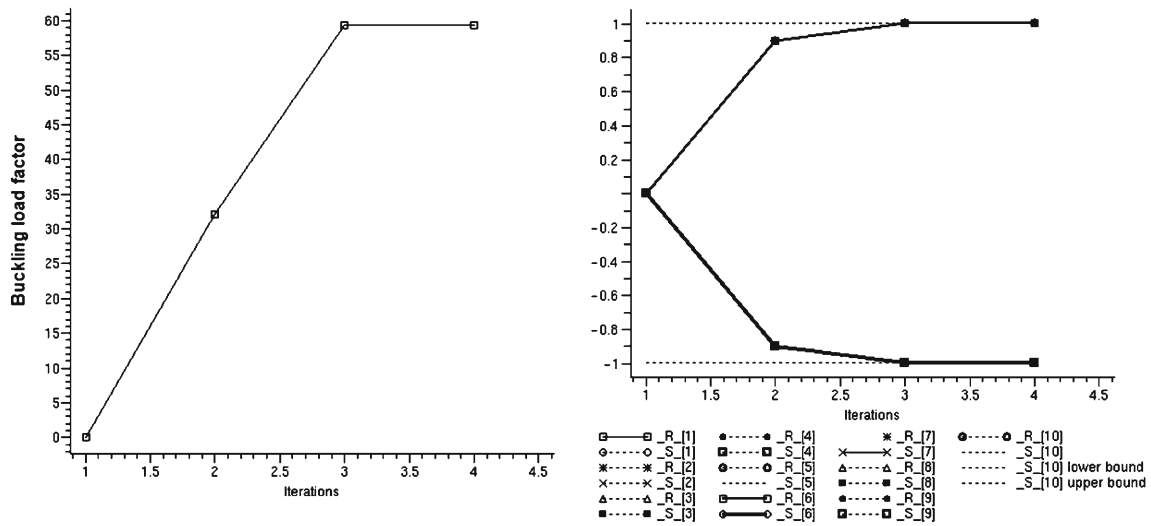 Buckling load factor
60
55
50
45
40
35
30
25
20
15
10
5
0
1 1.5 2 2.5 3 3.5 4 4.5
Iterations
1
0.8
0.6
0.4
0.2
-0.2
-0.4
-0.6
-0.8
-1
1 1.5 2 2.5 3 3.5 4 4.5
Iterations
_R_[1] _R_[4] _R_[7] _R_[10]
_S_[1] _S_[4] _S_[7] _S_[10]
_R_[2] _R_[5] _R_[8] _S_[10] lower bound
_S_[2] _S_[5] _S_[8] _S_[10] upper bound
_R_[3] _R_[6] _R_[9]
_S_[3] _S_[6] _S_[9]